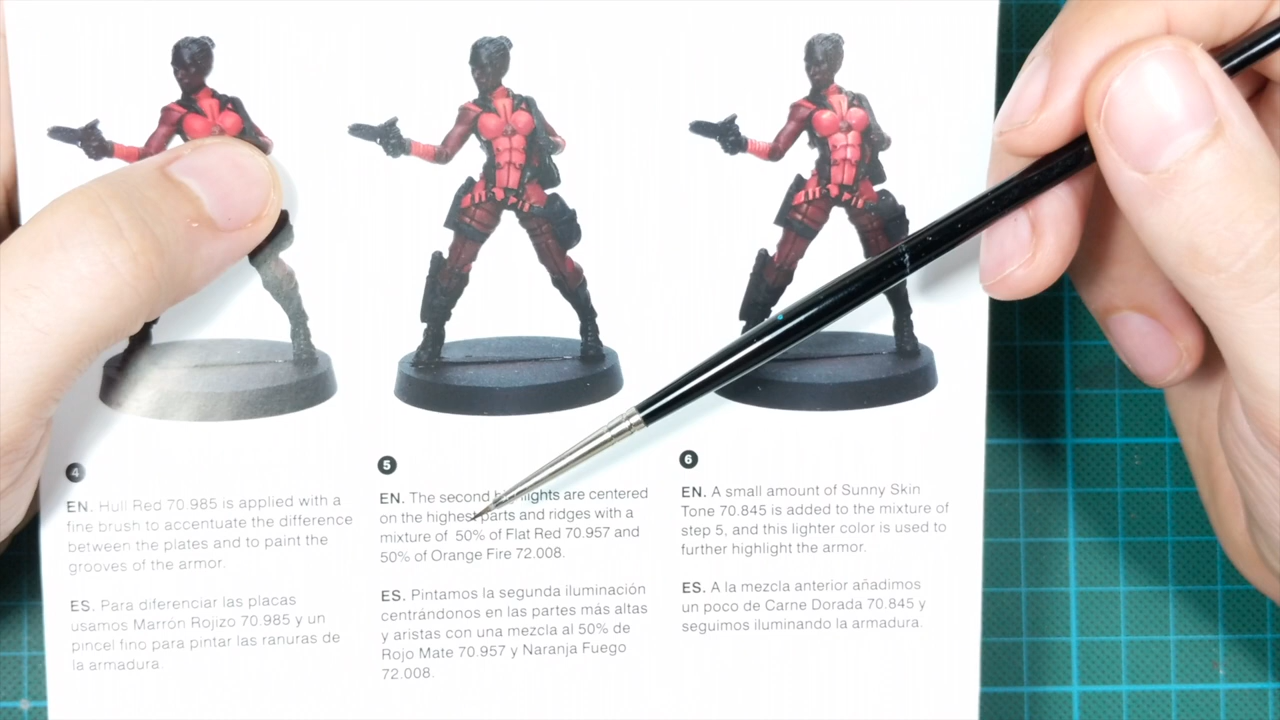 4
EN. Hull Red 70.985 is applied with a
fine brush to accentuate the difference
between the plates and to paint the
grooves of the armor.
ES. Para diferenciar las placas
usamos Marrón Rojizo 70.985 y un
pincel fino para pintar las ranuras de
la armadura.
5
EN. The second highlights are centered
on the highest parts and ridges with a
mixture of 50% of Flat Red 70.957 and
50% of Orange Fire 72.008.
ES. Pintamos la segunda iluminación
centrándonos en las partes más altas
y aristas con una mezcla al 50% de
Rojo Mate 70.957 y Naranja Fuego
72.008.
6
EN. A small amount of Sunny Skin
Tone 70.845 is added to the mixture of
step 5, and this lighter color is used to
further highlight the armor.
ES. A la mezcla anterior añadimos
un poco de Carne Dorada 70.845 y
seguimos iluminando la armadura.